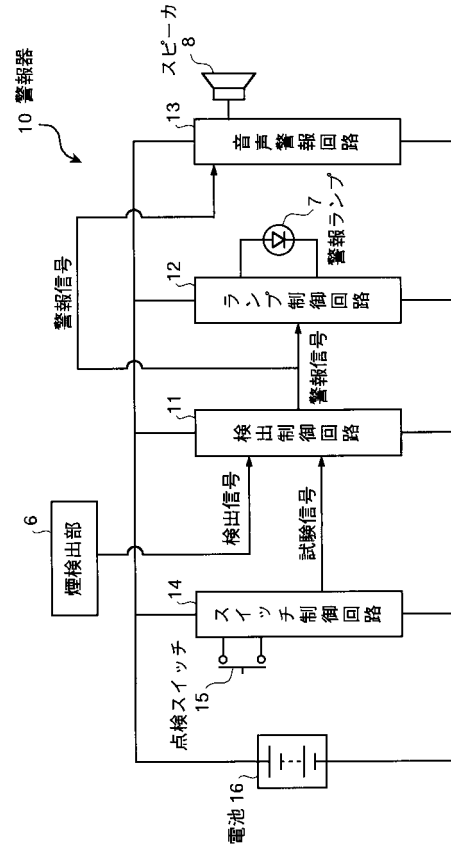 10 警報器
スピーカ
8
13
音声警報回路
警報信号
7
警報ランプ
12
ランプ制御回路
警報信号
11
検出制御回路
6
煙検出部
検出信号
試験信号
14
スイッチ制御回路
点検スイッチ
15
電池 16